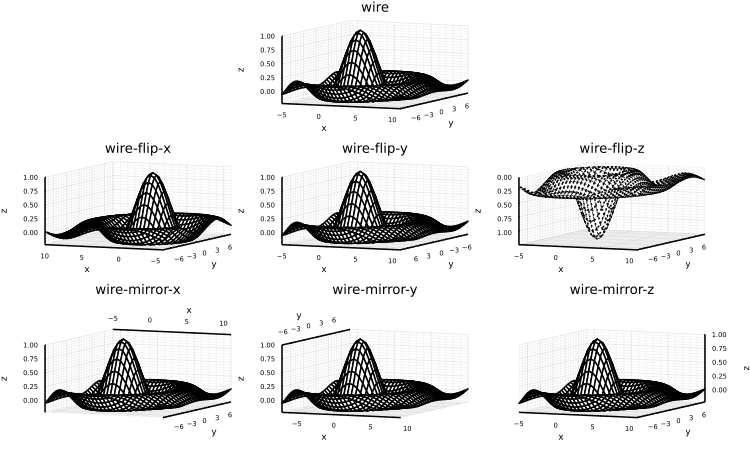 wire
1.00
0.75
0.50
0.25
0.00
z
−5 0 5 10
x
−6 −3 0 3 6
y
wire-flip-x wire-flip-y wire-flip-z
1.00
0.75
0.50
0.25
0.00
z
10 5 0 −5
x
−6 −3 0 3 6
y
1.00
0.75
0.50
0.25
0.00
z
−5 0 5 10
x
6 3 0 −3 −6
y
0.00
0.25
0.50
0.75
1.00
z
−5 0 5 10
x
−6 −3 0 3 6
y
wire-mirror-x wire-mirror-y wire-mirror-z
x
−5 0 5 10
1.00
0.75
0.50
0.25
0.00
z
−6 −3 0 3 6
y
y
−6 −3 0 3 6
1.00
0.75
0.50
0.25
0.00
z
−5 0 5 10
x
1.00
0.75
0.50
0.25
0.00
z
−5 0 5 10
x
−6 −3 0 3 6
y